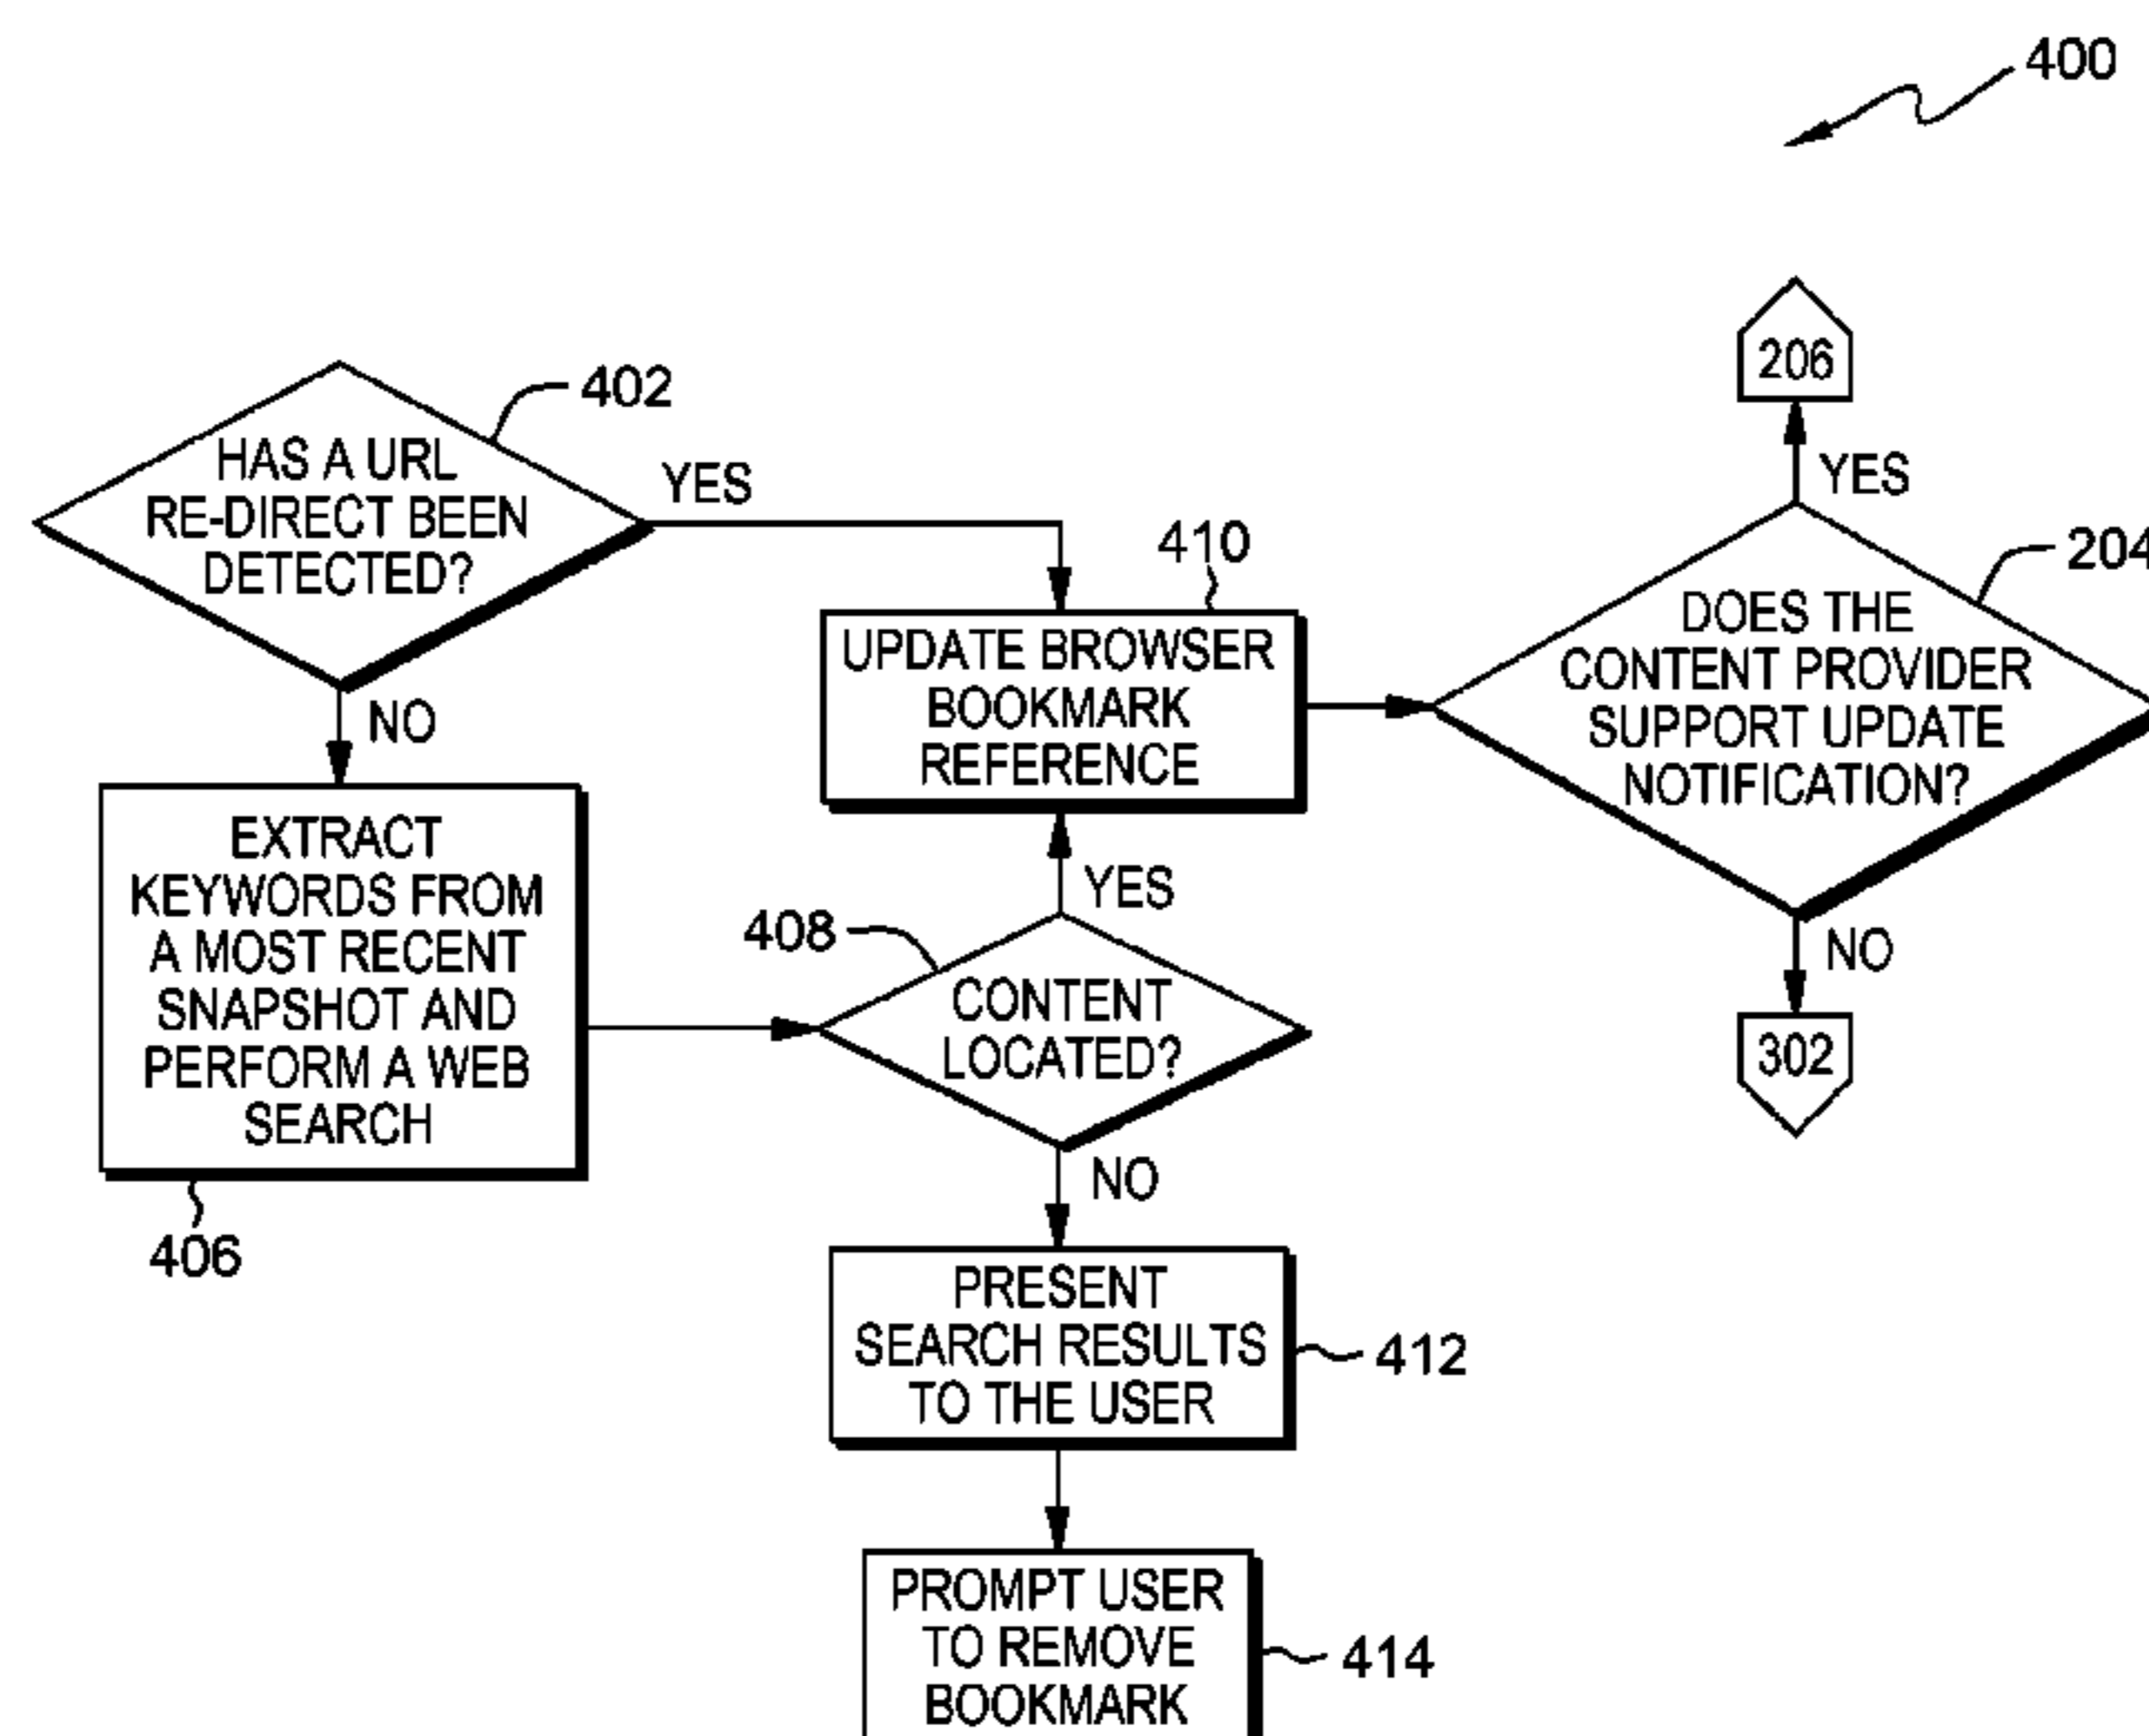 400
402
HAS A URL
RE-DIRECT BEEN
DETECTED?
YES
NO
EXTRACT
KEYWORDS FROM
A MOST RECENT
SNAPSHOT AND
PERFORM A WEB
SEARCH
406
410
UPDATE BROWSER
BOOKMARK
REFERENCE
YES
408
CONTENT
LOCATED?
NO
PRESENT
SEARCH RESULTS
TO THE USER
412
PROMPT USER
TO REMOVE
BOOKMARK
414
206
YES
204
DOES THE
CONTENT PROVIDER
SUPPORT UPDATE
NOTIFICATION?
NO
302